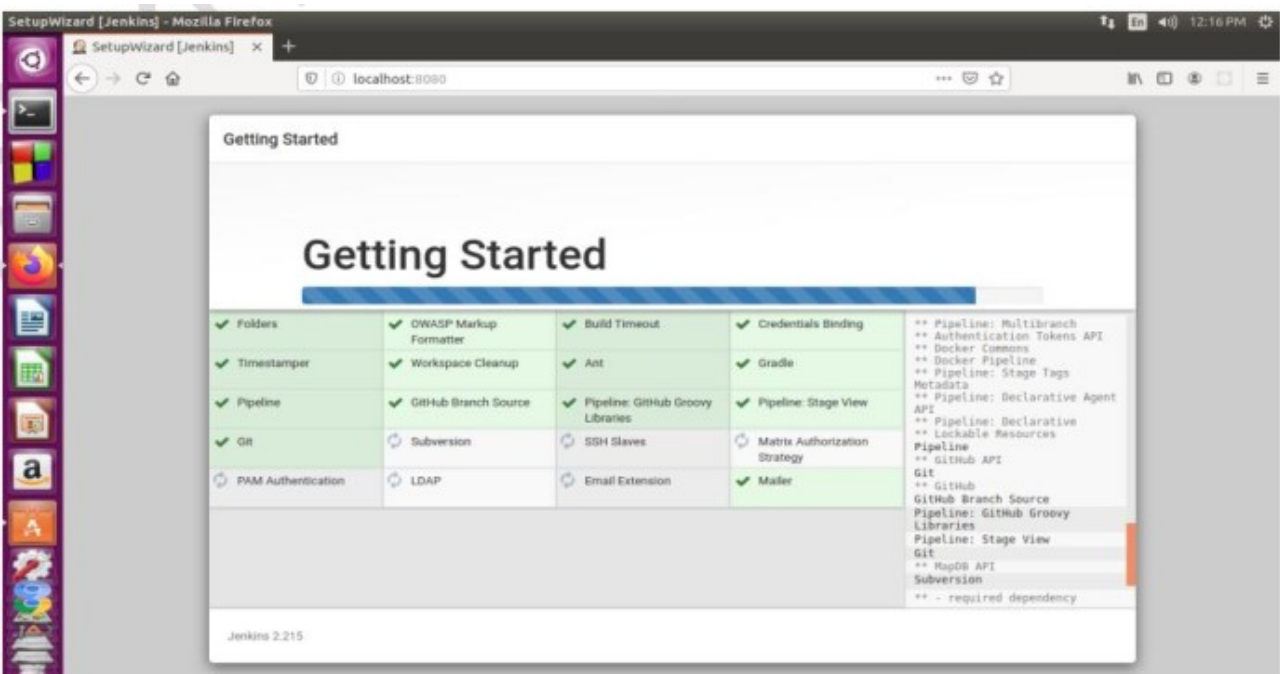 SetupWizard [Jenkins] - Mozilla Firefox
En
12:16 PM
SetupWizard [Jenkins] × +
localhost:8080
Getting Started
Getting Started
Folders
OWASP Markup
Formatter
Build Timeout
Credentials Binding
Timestamper
Workspace Cleanup
Ant
Gradle
Pipeline
GitHub Branch Source
Pipeline: GitHub Groovy
Libraries
Pipeline: Stage View
Git
Subversion
SSH Slaves
Matrix Authorization
Strategy
PAM Authentication
LDAP
Email Extension
Mailer
** Pipeline: Multibranch
** Authentication Tokens API
** Docker Commons
** Docker Pipeline
** Pipeline: Stage Tags
Metadata
** Pipeline: Declarative Agent
API
** Pipeline: Declarative
** Lockable Resources
Pipeline
** GitHub API
Git
** GitHub
GitHub Branch Source
Pipeline: GitHub Groovy
Libraries
Pipeline: Stage View
Git
** MapDB API
Subversion
** - required dependency
Jenkins 2.215
a
A